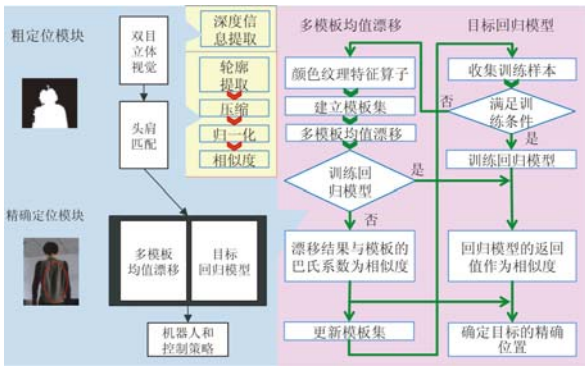 粗定位模块
双目
立体
视觉
头肩
匹配
深度信
息提取
轮廓
提取
压缩
归一化
相似度
精确定位模块
多模板
均值漂移
目标
回归模型
机器人和
控制策略
多模板均值漂移
颜色纹理特征算子
建立模板集
多模板均值漂移
训练回
归模型
是
否
漂移结果与模板的
巴氏系数为相似度
更新模板集
目标回归模型
收集训练样本
否
满足训
练条件
是
训练回归模型
回归模型的返回
值作为相似度
确定目标的精确
位置